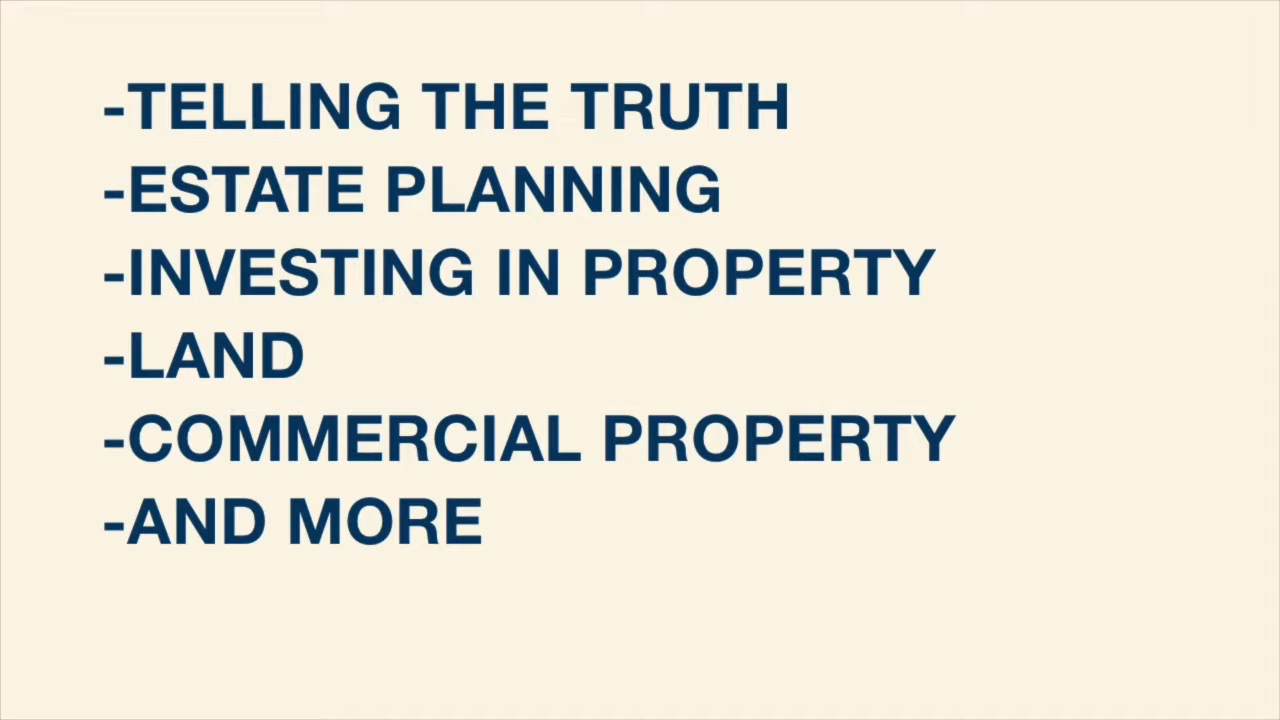 -TELLING THE TRUTH
-ESTATE PLANNING
-INVESTING IN PROPERTY
-LAND
-COMMERCIAL PROPERTY
-AND MORE